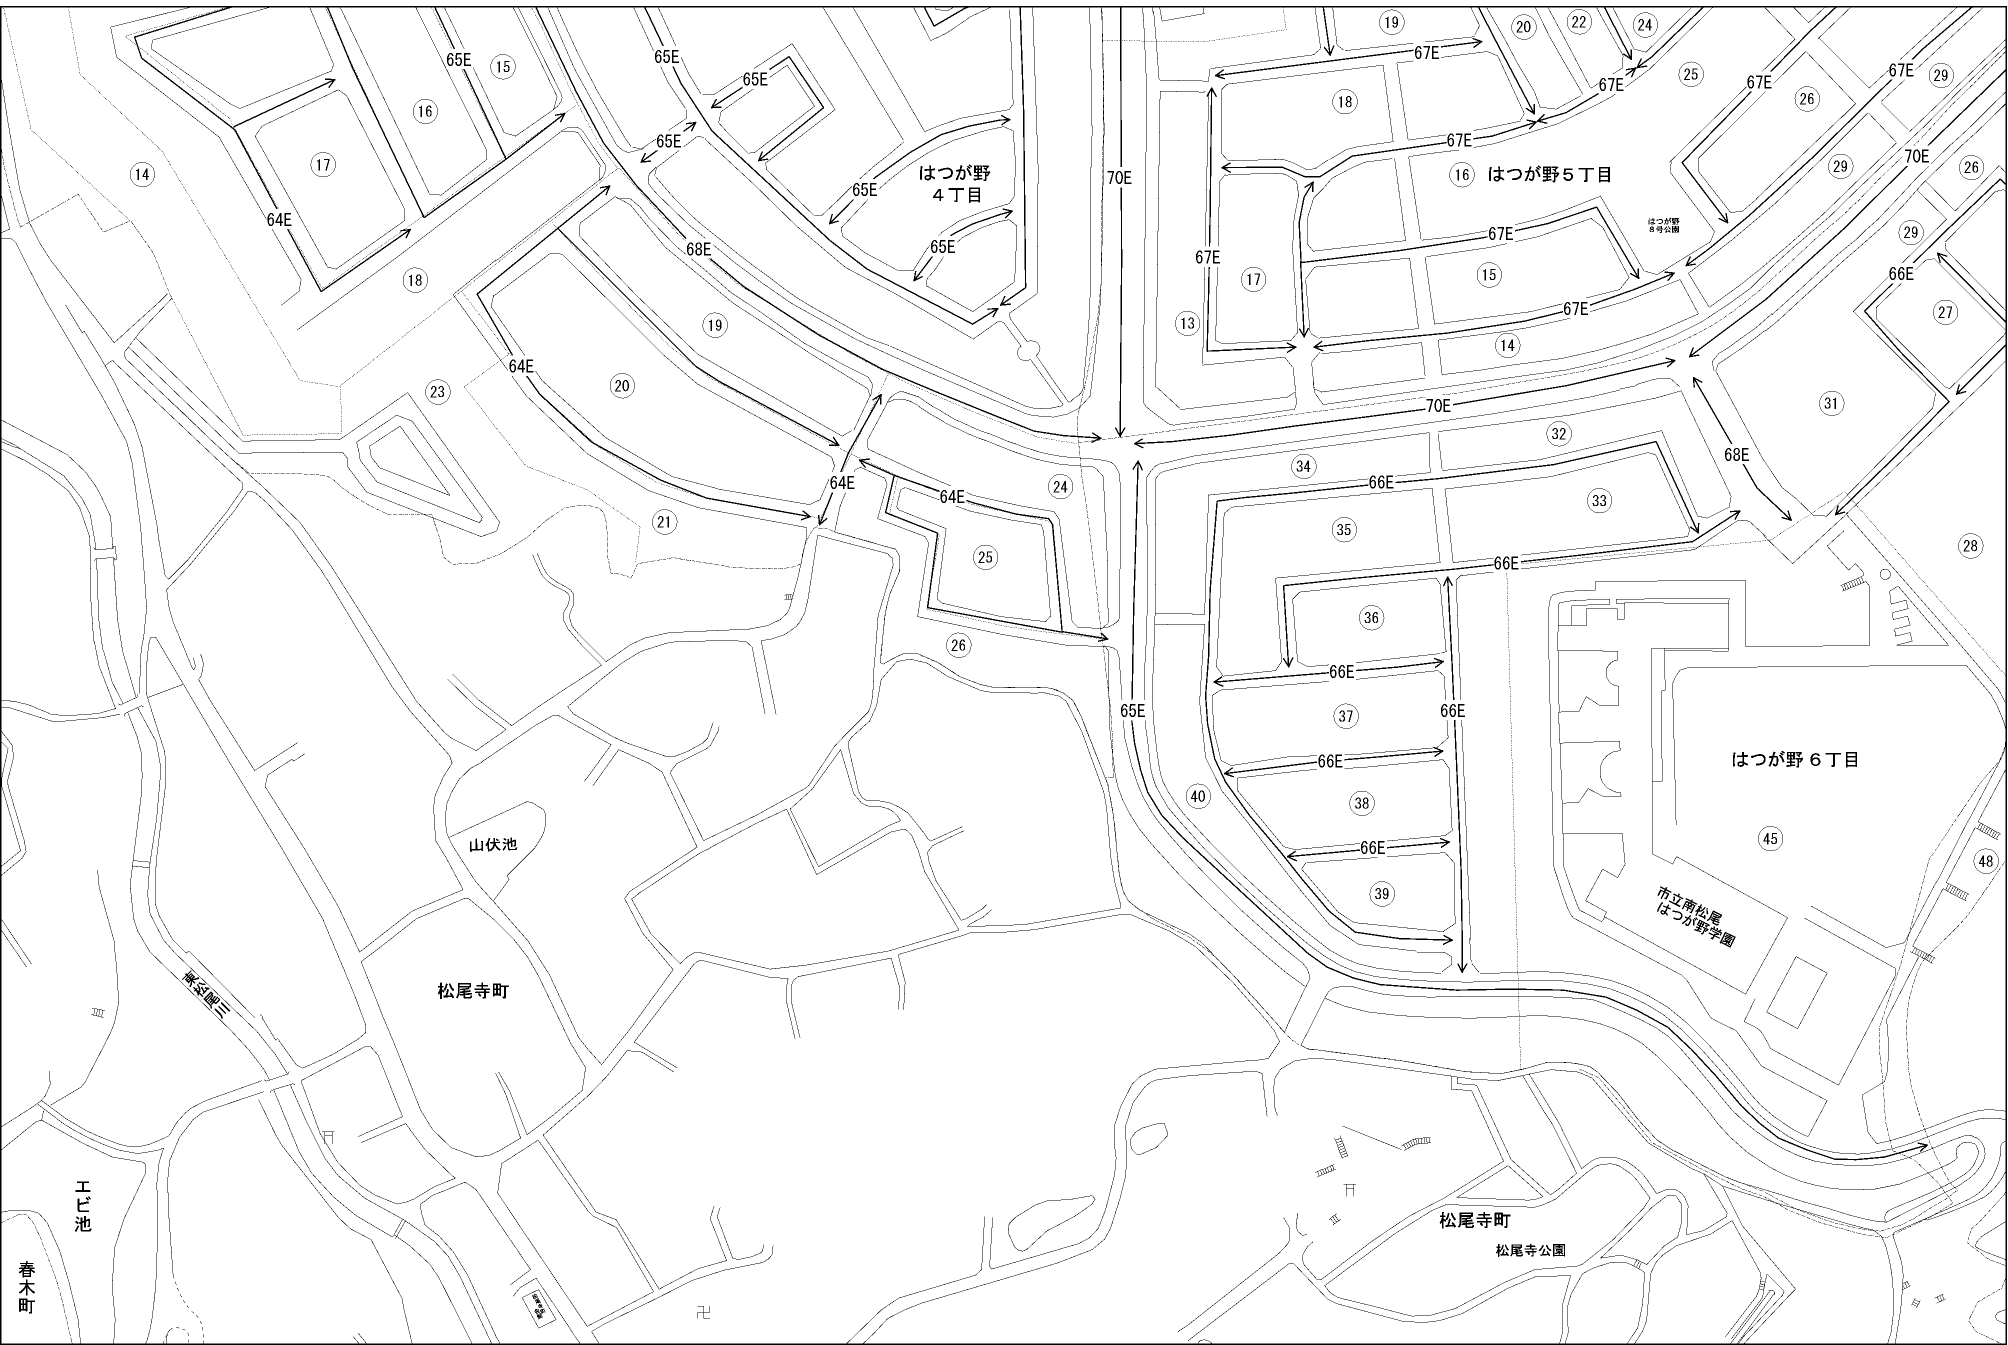 19
20
22
24
65E
65E
15
67E
67E
25
67E
67E
29
65E
16
18
26
14
17
65E
67E
70E
29
26
はつが野
４丁目
70E
16
はつが野５丁目
65E
64E
67E
はつが野
８号公園
29
68E
65E
67E
17
15
66E
18
67E
27
19
13
14
64E
20
23
70E
31
32
68E
34
66E
64E
24
64E
33
21
35
25
28
66E
36
26
66E
65E
37
66E
はつが野６丁目
66E
40
38
45
山伏池
66E
48
39
市立南松尾
はつが野学園
松尾寺町
東松尾川
エビ池
松尾寺町
松尾寺公園
春木町